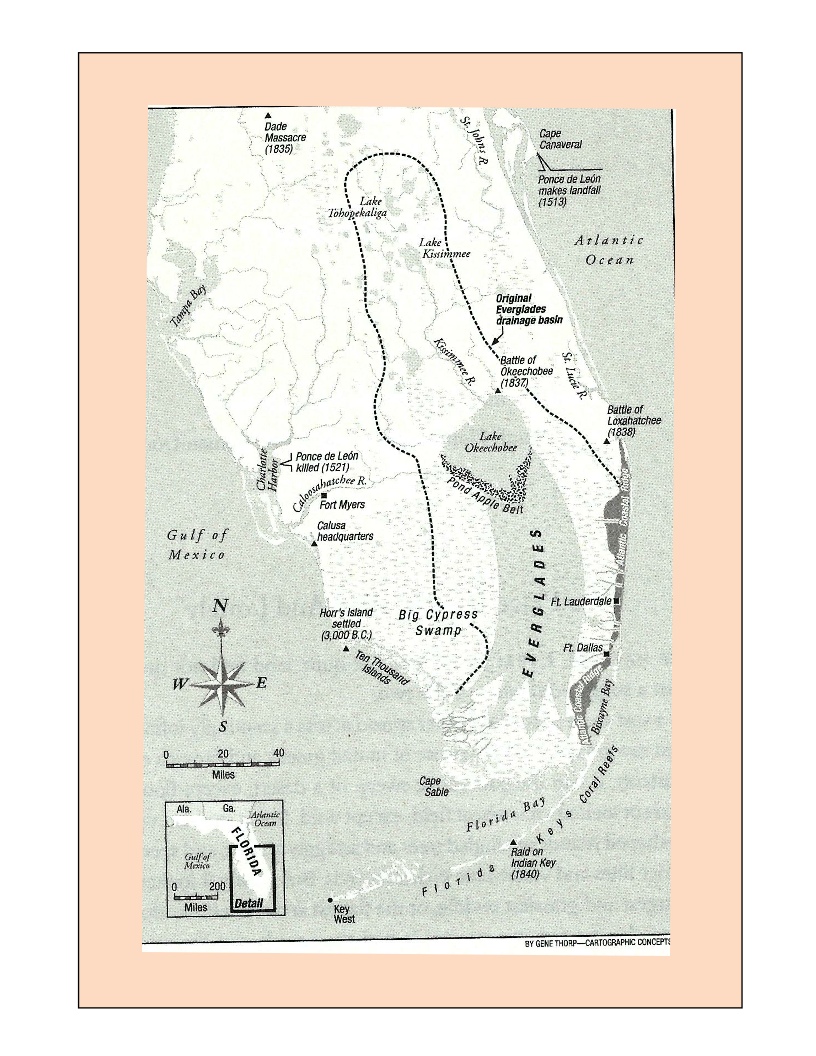 Dade
Massacre
(1835)
St. Johns R.
Cape
Canaveral
Ponce de León
makes landfall
(1513)
Lake
Tohopekaliga
Atlantic
Ocean
Lake
Kissimmee
Tampa Bay
Original
Everglades
drainage basin
Kissimmee R.
Battle of
Okeechobee
(1837)
St. Lucie R.
Battle of
Loxahatchee
(1838)
Lake
Okeechobee
Charlotte
Harbor
Ponce de León
killed (1521)
Caloosahatchee R.
Fort Myers
Pond Apple Belt
Atlantic Coastal Ridge
Calusa
headquarters
Gulf of
Mexico
EVERGLADES
N
W E
S
Horr's Island
settled
(3,000 B.C.)
Big Cypress
Swamp
Ft. Lauderdale
Ten Thousand
Islands
Ft. Dallas
Atlantic Coastal Ridge
Biscayne Bay
0 20 40
Miles
Cape
Sable
Florida Bay
Coral Reefs
Florida Keys
Raid on
Indian Key
(1840)
Ala. Ga.
Atlantic
Ocean
FLORIDA
Gulf of
Mexico
0 200
Miles
Detail
Key
West
BY GENE THORP—CARTOGRAPHIC CONCEPTS